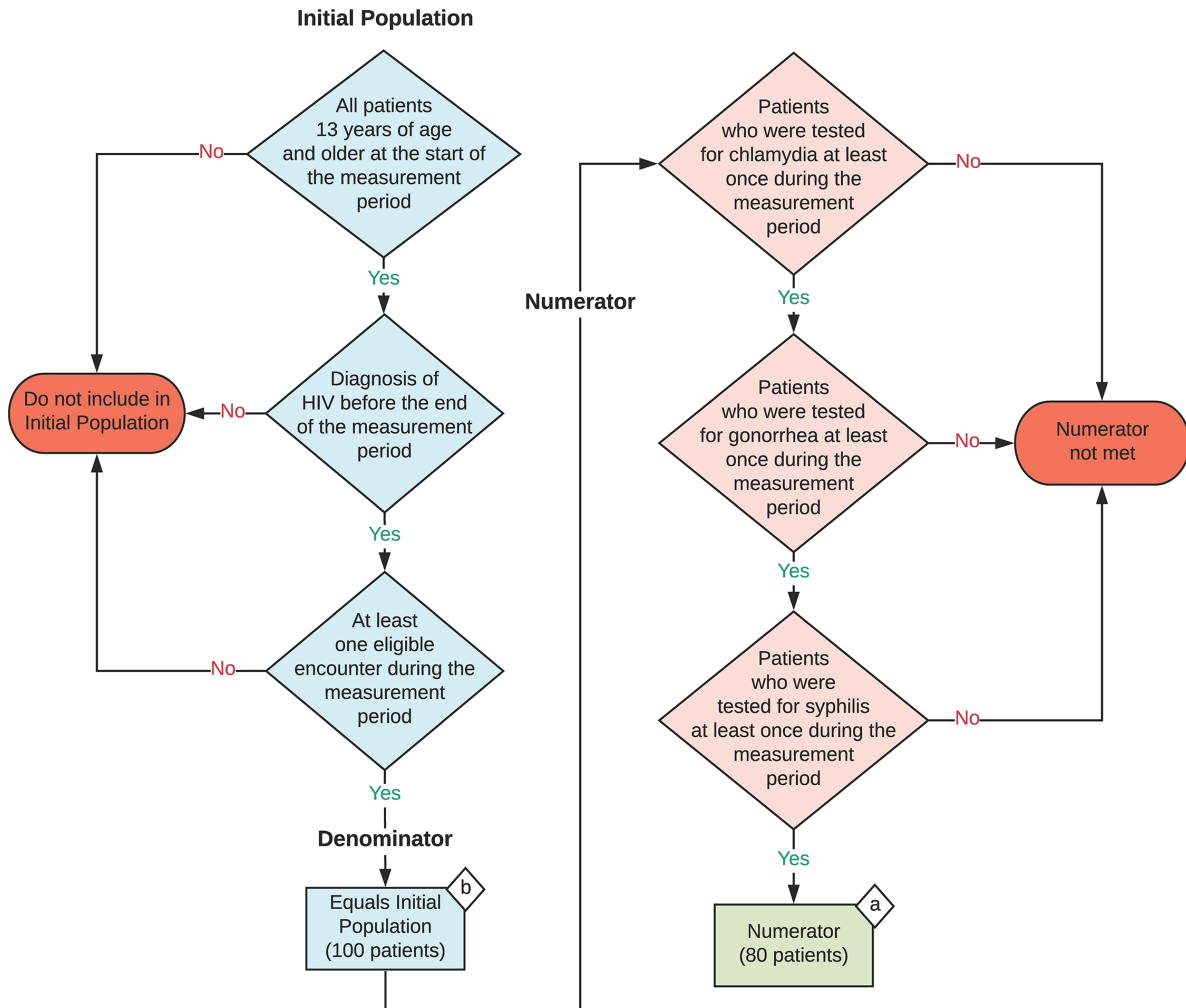 Initial Population
All patients
13 years of age
and older at the start of
the measurement
period
No
Yes
Diagnosis of
HIV before the end
of the measurement
period
No
Do not include in
Initial Population
Yes
At least
one eligible
encounter during the
measurement
period
No
Yes
Denominator
b
Equals Initial
Population
(100 patients)
Numerator
Patients
who were tested
for chlamydia at least
once during the
measurement
period
No
Yes
Patients
who were tested
for gonorrhea at least
once during the
measurement
period
No
Numerator
not met
Yes
Patients
who were
tested for syphilis
at least once during the
measurement
period
No
Yes
a
Numerator
(80 patients)